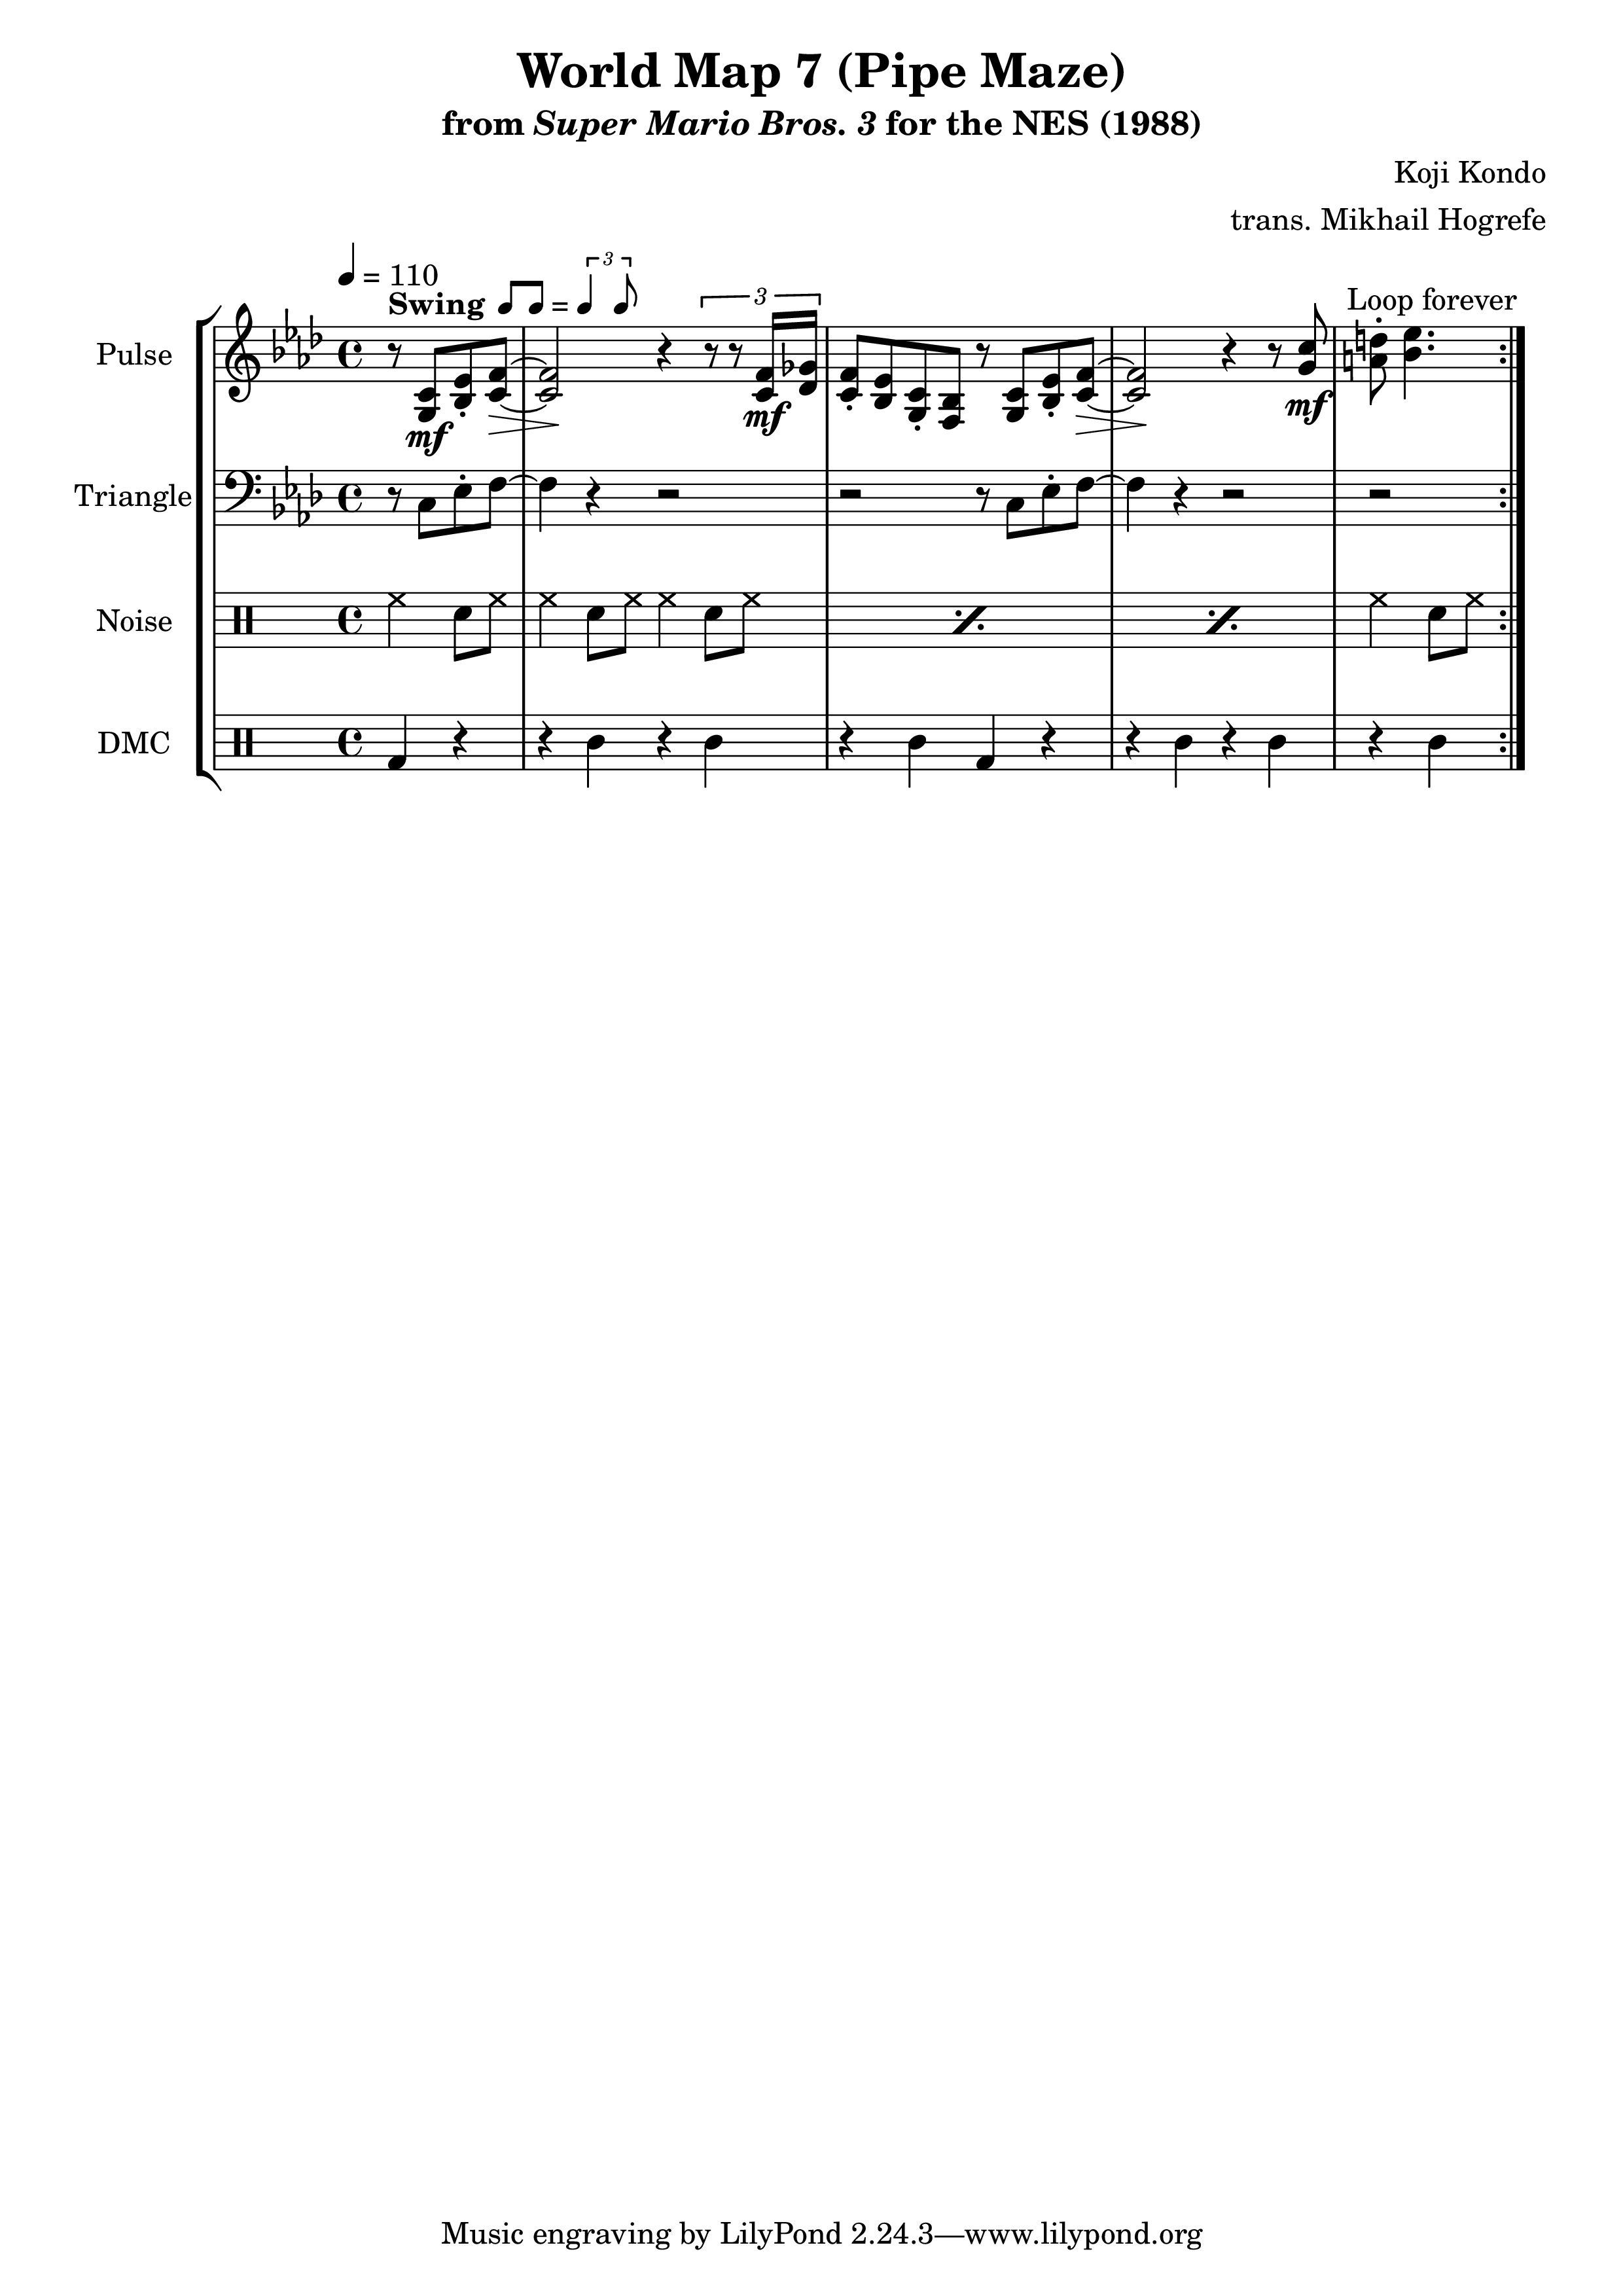 World Map 7 (Pipe Maze)
from Super Mario Bros. 3 for the NES (1988)
Koji Kondo
trans. Mikhail Hogrefe
= 110
Swing = 3
3
Loop forever
Pulse
mf mf mf
Triangle
Noise
DMC
Music engraving by LilyPond 2.24.3—www.lilypond.org